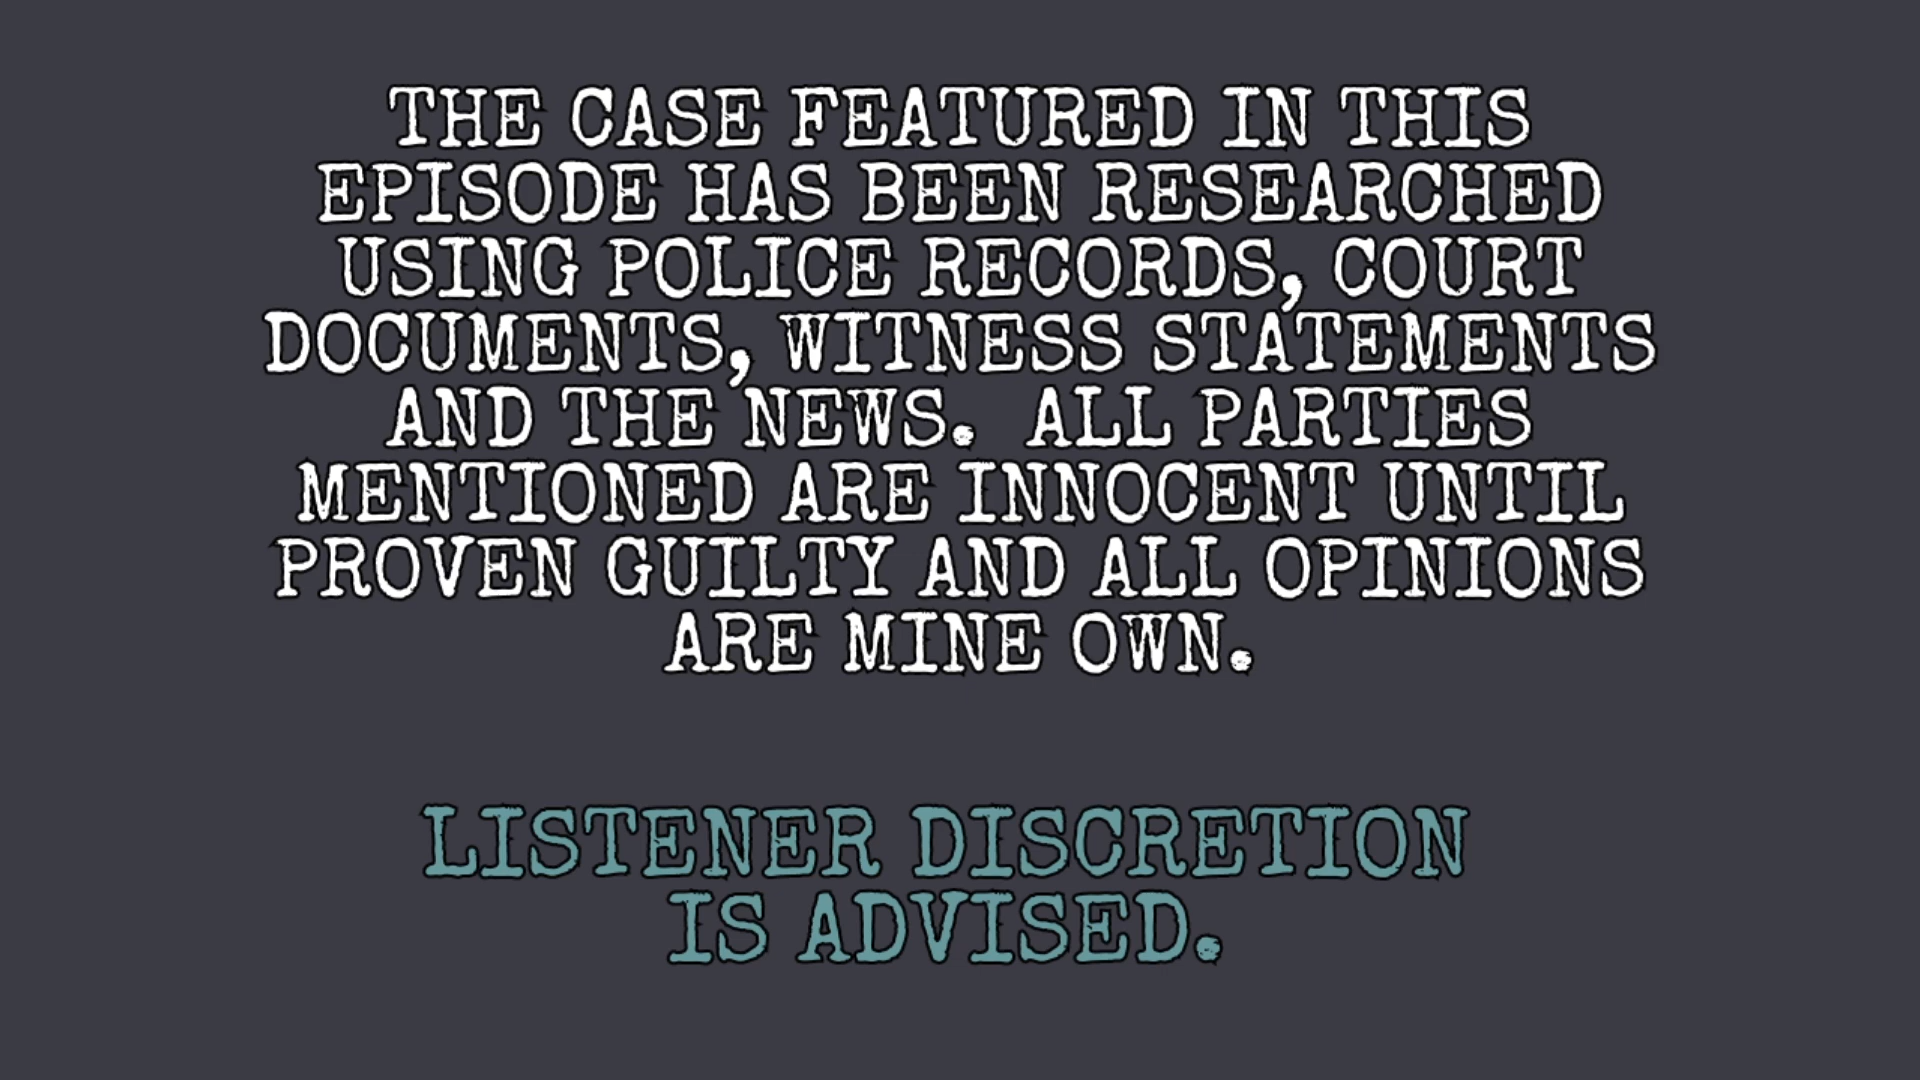 THE CASE FEATURED IN THIS
EPISODE HAS BEEN RESEARCHED
USING POLICE RECORDS, COURT
DOCUMENTS, WITNESS STATEMENTS
AND THE NEWS.  ALL PARTIES
MENTIONED ARE INNOCENT UNTIL
PROVEN GUILTY AND ALL OPINIONS
ARE MINE OWN.
LISTENER DISCRETION
IS ADVISED.